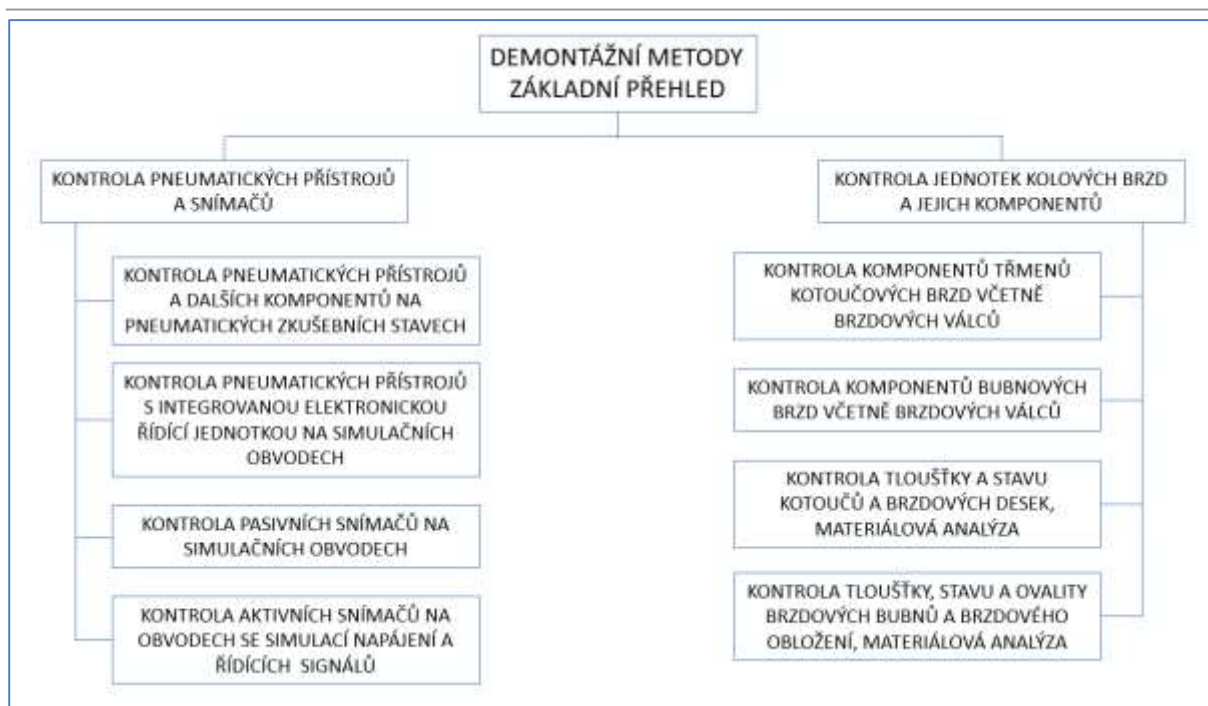 DEMONTÁŽNÍ METODY
ZÁKLADNÍ PŘEHLED
KONTROLA PNEUMATICKÝCH PŘÍSTROJŮ
A SNÍMAČŮ
KONTROLA PNEUMATICKÝCH PŘÍSTROJŮ
A DALŠÍCH KOMPONENTŮ NA
PNEUMATICKÝCH ZKUŠEBNÍCH STAVECH
KONTROLA PNEUMATICKÝCH PŘÍSTROJŮ
S INTEGROVANOU ELEKTRONICKOU
ŘÍDÍCÍ JEDNOTKOU NA SIMULAČNÍCH
OBVODECH
KONTROLA PASIVNÍCH SNÍMAČŮ NA
SIMULAČNÍCH OBVODECH
KONTROLA AKTIVNÍCH SNÍMAČŮ NA
OBVODECH SE SIMULACÍ NAPÁJENÍ A
ŘÍDÍCÍCH SIGNÁLŮ
KONTROLA JEDNOTEK KOLOVÝCH BRZD
A JEJICH KOMPONENTŮ
KONTROLA KOMPONENTŮ TŘMENŮ
KOTOUČOVÝCH BRZD VČETNĚ
BRZDOVÝCH VÁLCŮ
KONTROLA KOMPONENTŮ BUBNOVÝCH
BRZD VČETNĚ BRZDOVÝCH VÁLCŮ
KONTROLA TLOUŠŤKY A STAVU
KOTOUČŮ A BRZDOVÝCH DESEK,
MATERIÁLOVÁ ANALÝZA
KONTROLA TLOUŠŤKY, STAVU A OVALITY
BRZDOVÝCH BUBNŮ A BRZDOVÉHO
OBLOŽENÍ, MATERIÁLOVÁ ANALÝZA